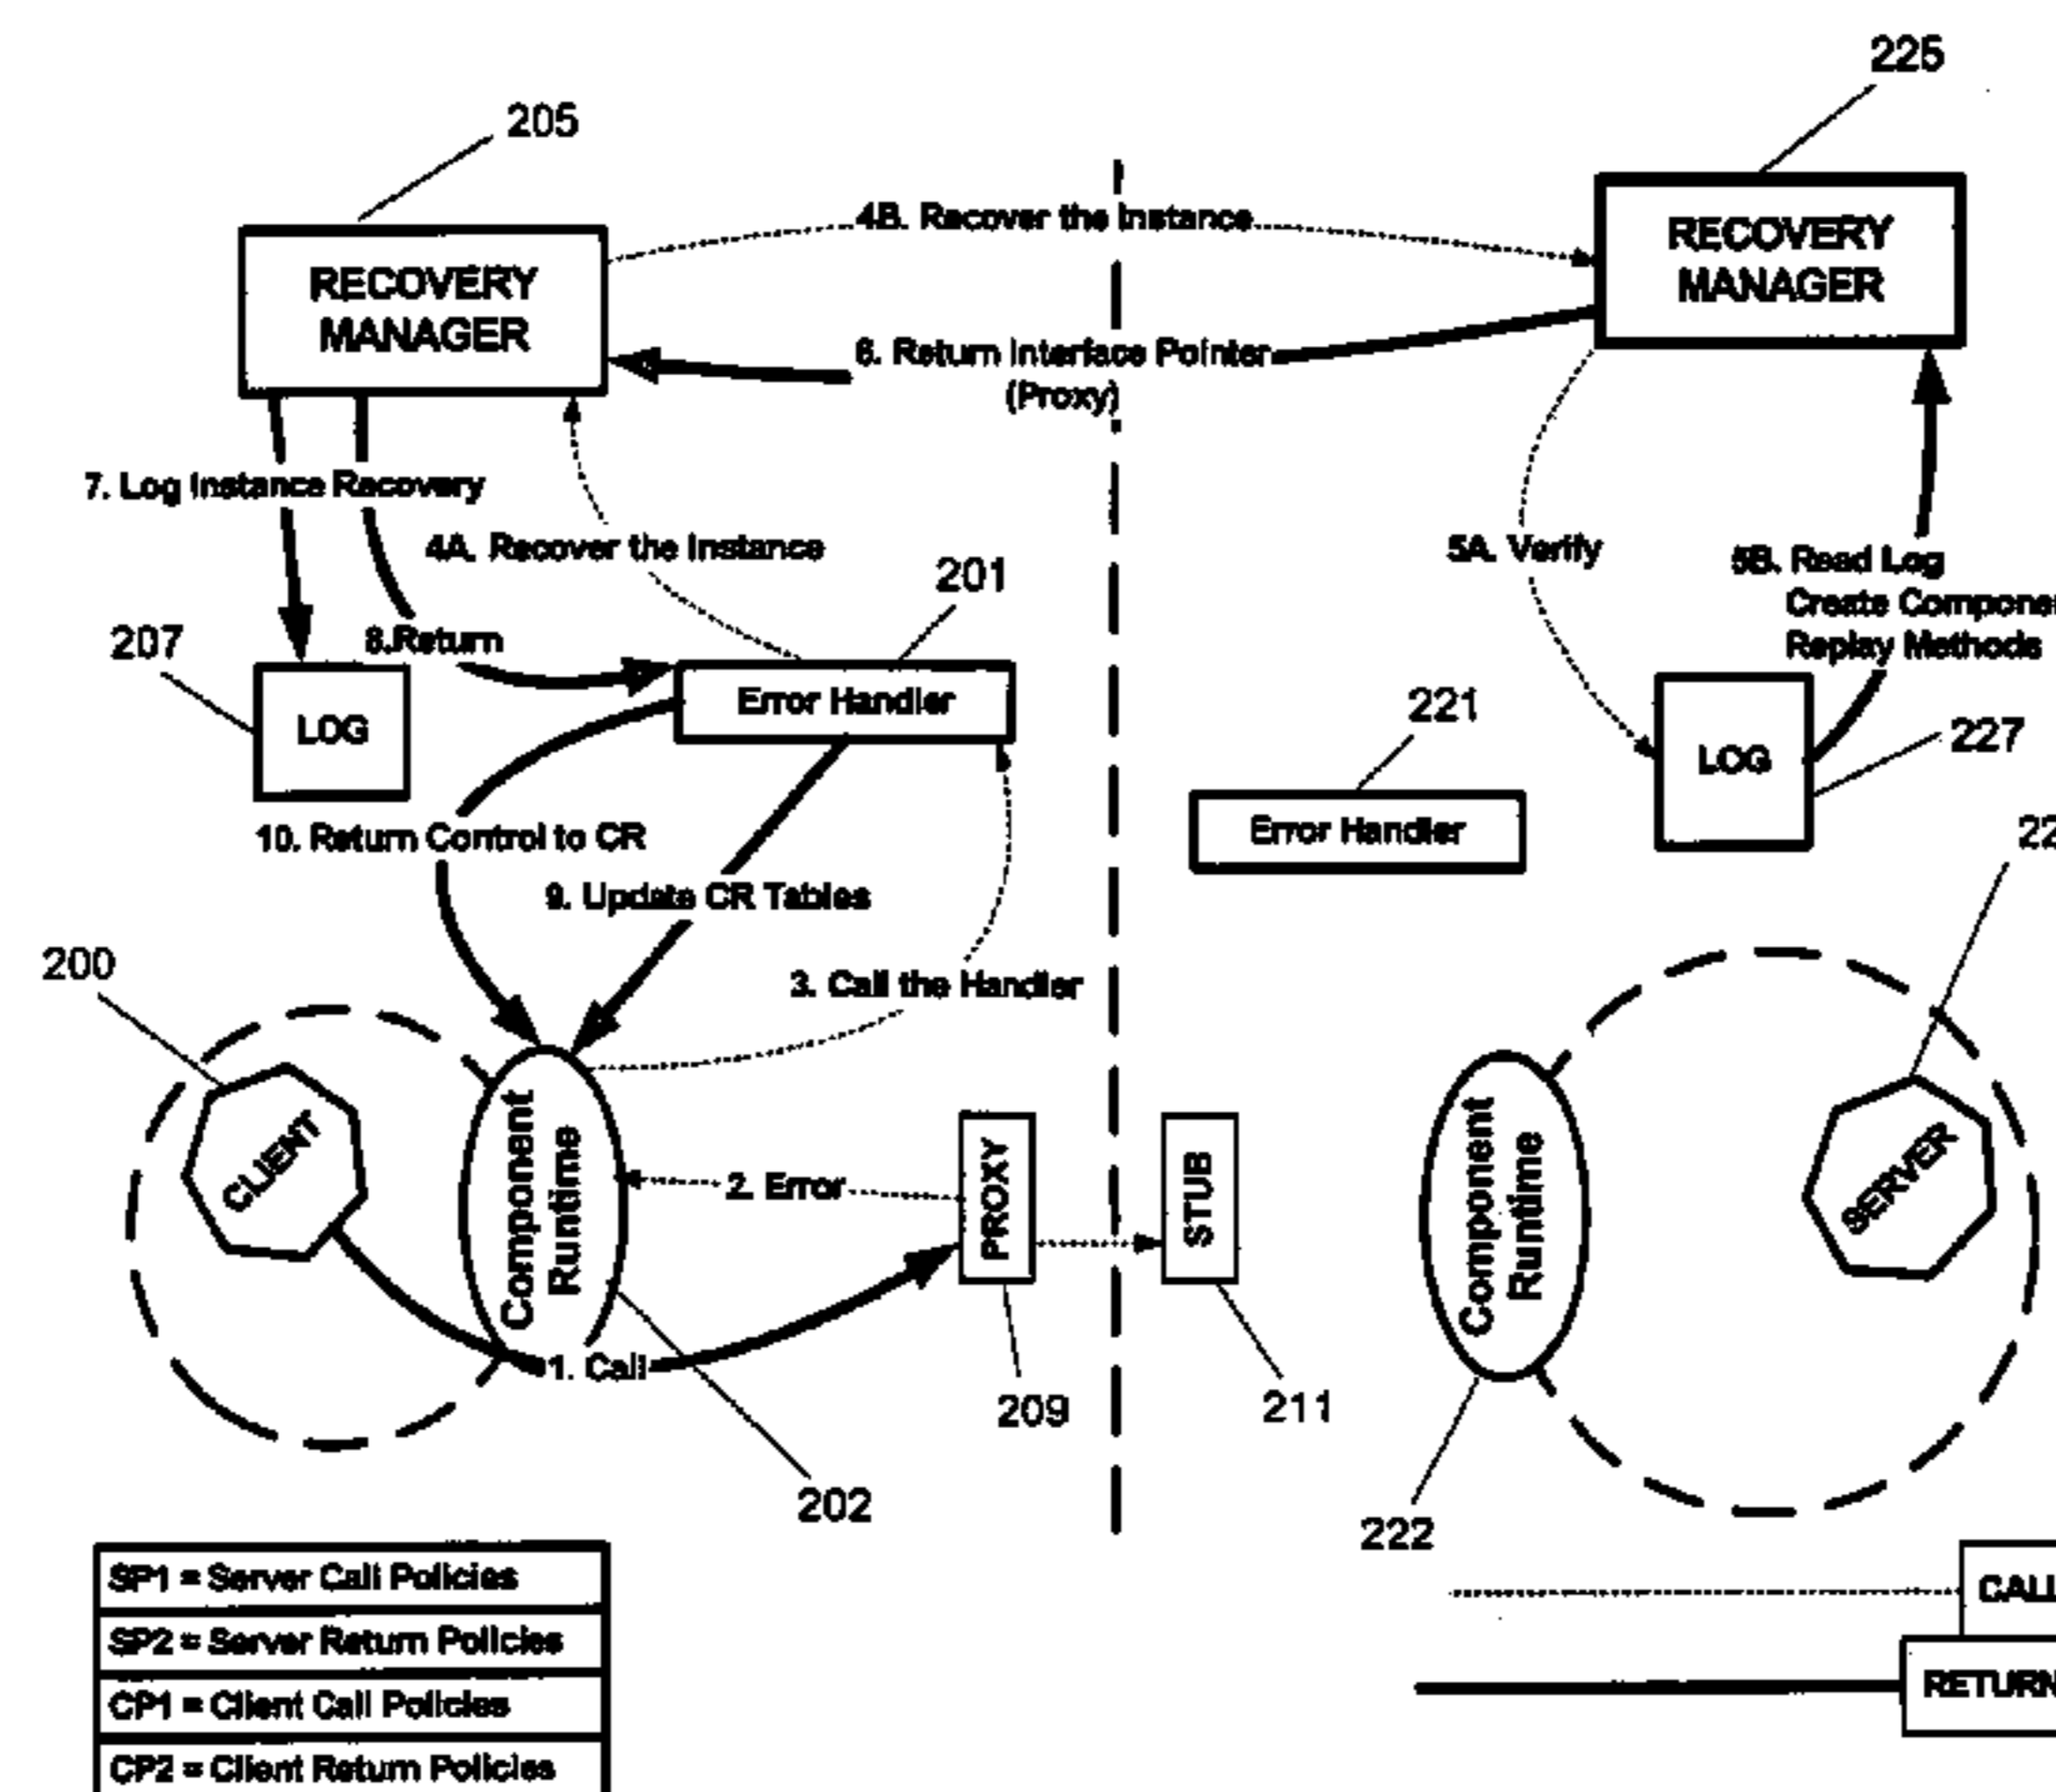 225
205
4B. Recover the Instance
RECOVERY
MANAGER
RECOVERY
MANAGER
6. Return Interface Pointer
(Proxy)
7. Log Instance Recovery
4A. Recover the Instance
201
5A. Verify
5B. Read Log
Create
Replay Methods
207
8.Return
LOG
Error Handler
221
LOG
227
Error Handler
10. Return Control to CR
9. Update CR Tables
200
3. Call the Handler
CLIENT
Component
Runtime
2. Error
PROXY
STUB
Component
Runtime
SERVER
1. Call
209
211
202
222
SP1 = Server Call Policies
SP2 = Server Return Policies
CP1 = Client Call Policies
CP2 = Client Return Policies
CALL
RETURN